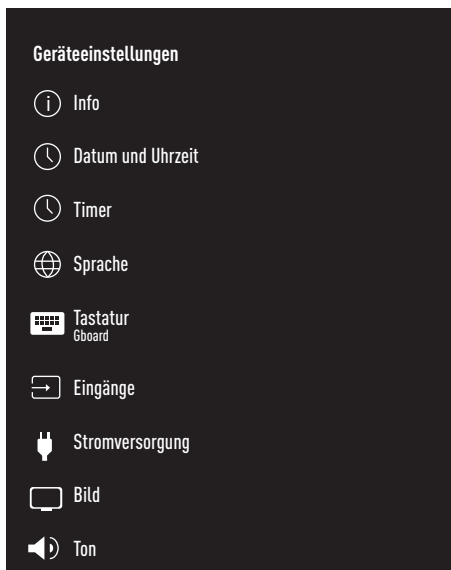 Geräteeinstellungen
Info
Datum und Uhrzeit
Timer
Sprache
Tastatur
Gboard
Eingänge
Stromversorgung
Bild
Ton